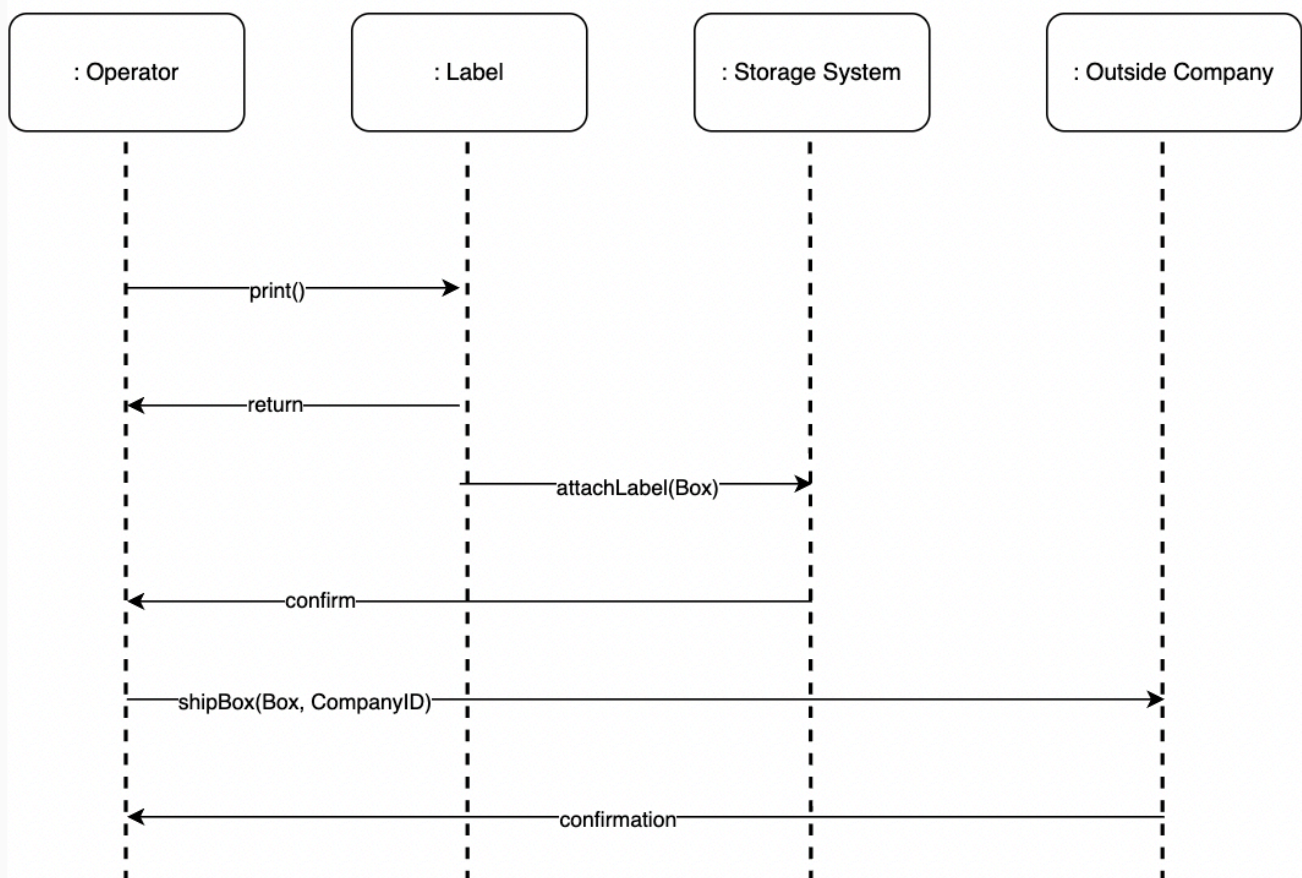 : Operator
: Label
: Storage System
: Outside Company
print()
return
attachLabel(Box)
confirm
shipBox(Box, CompanyID)
confirmation